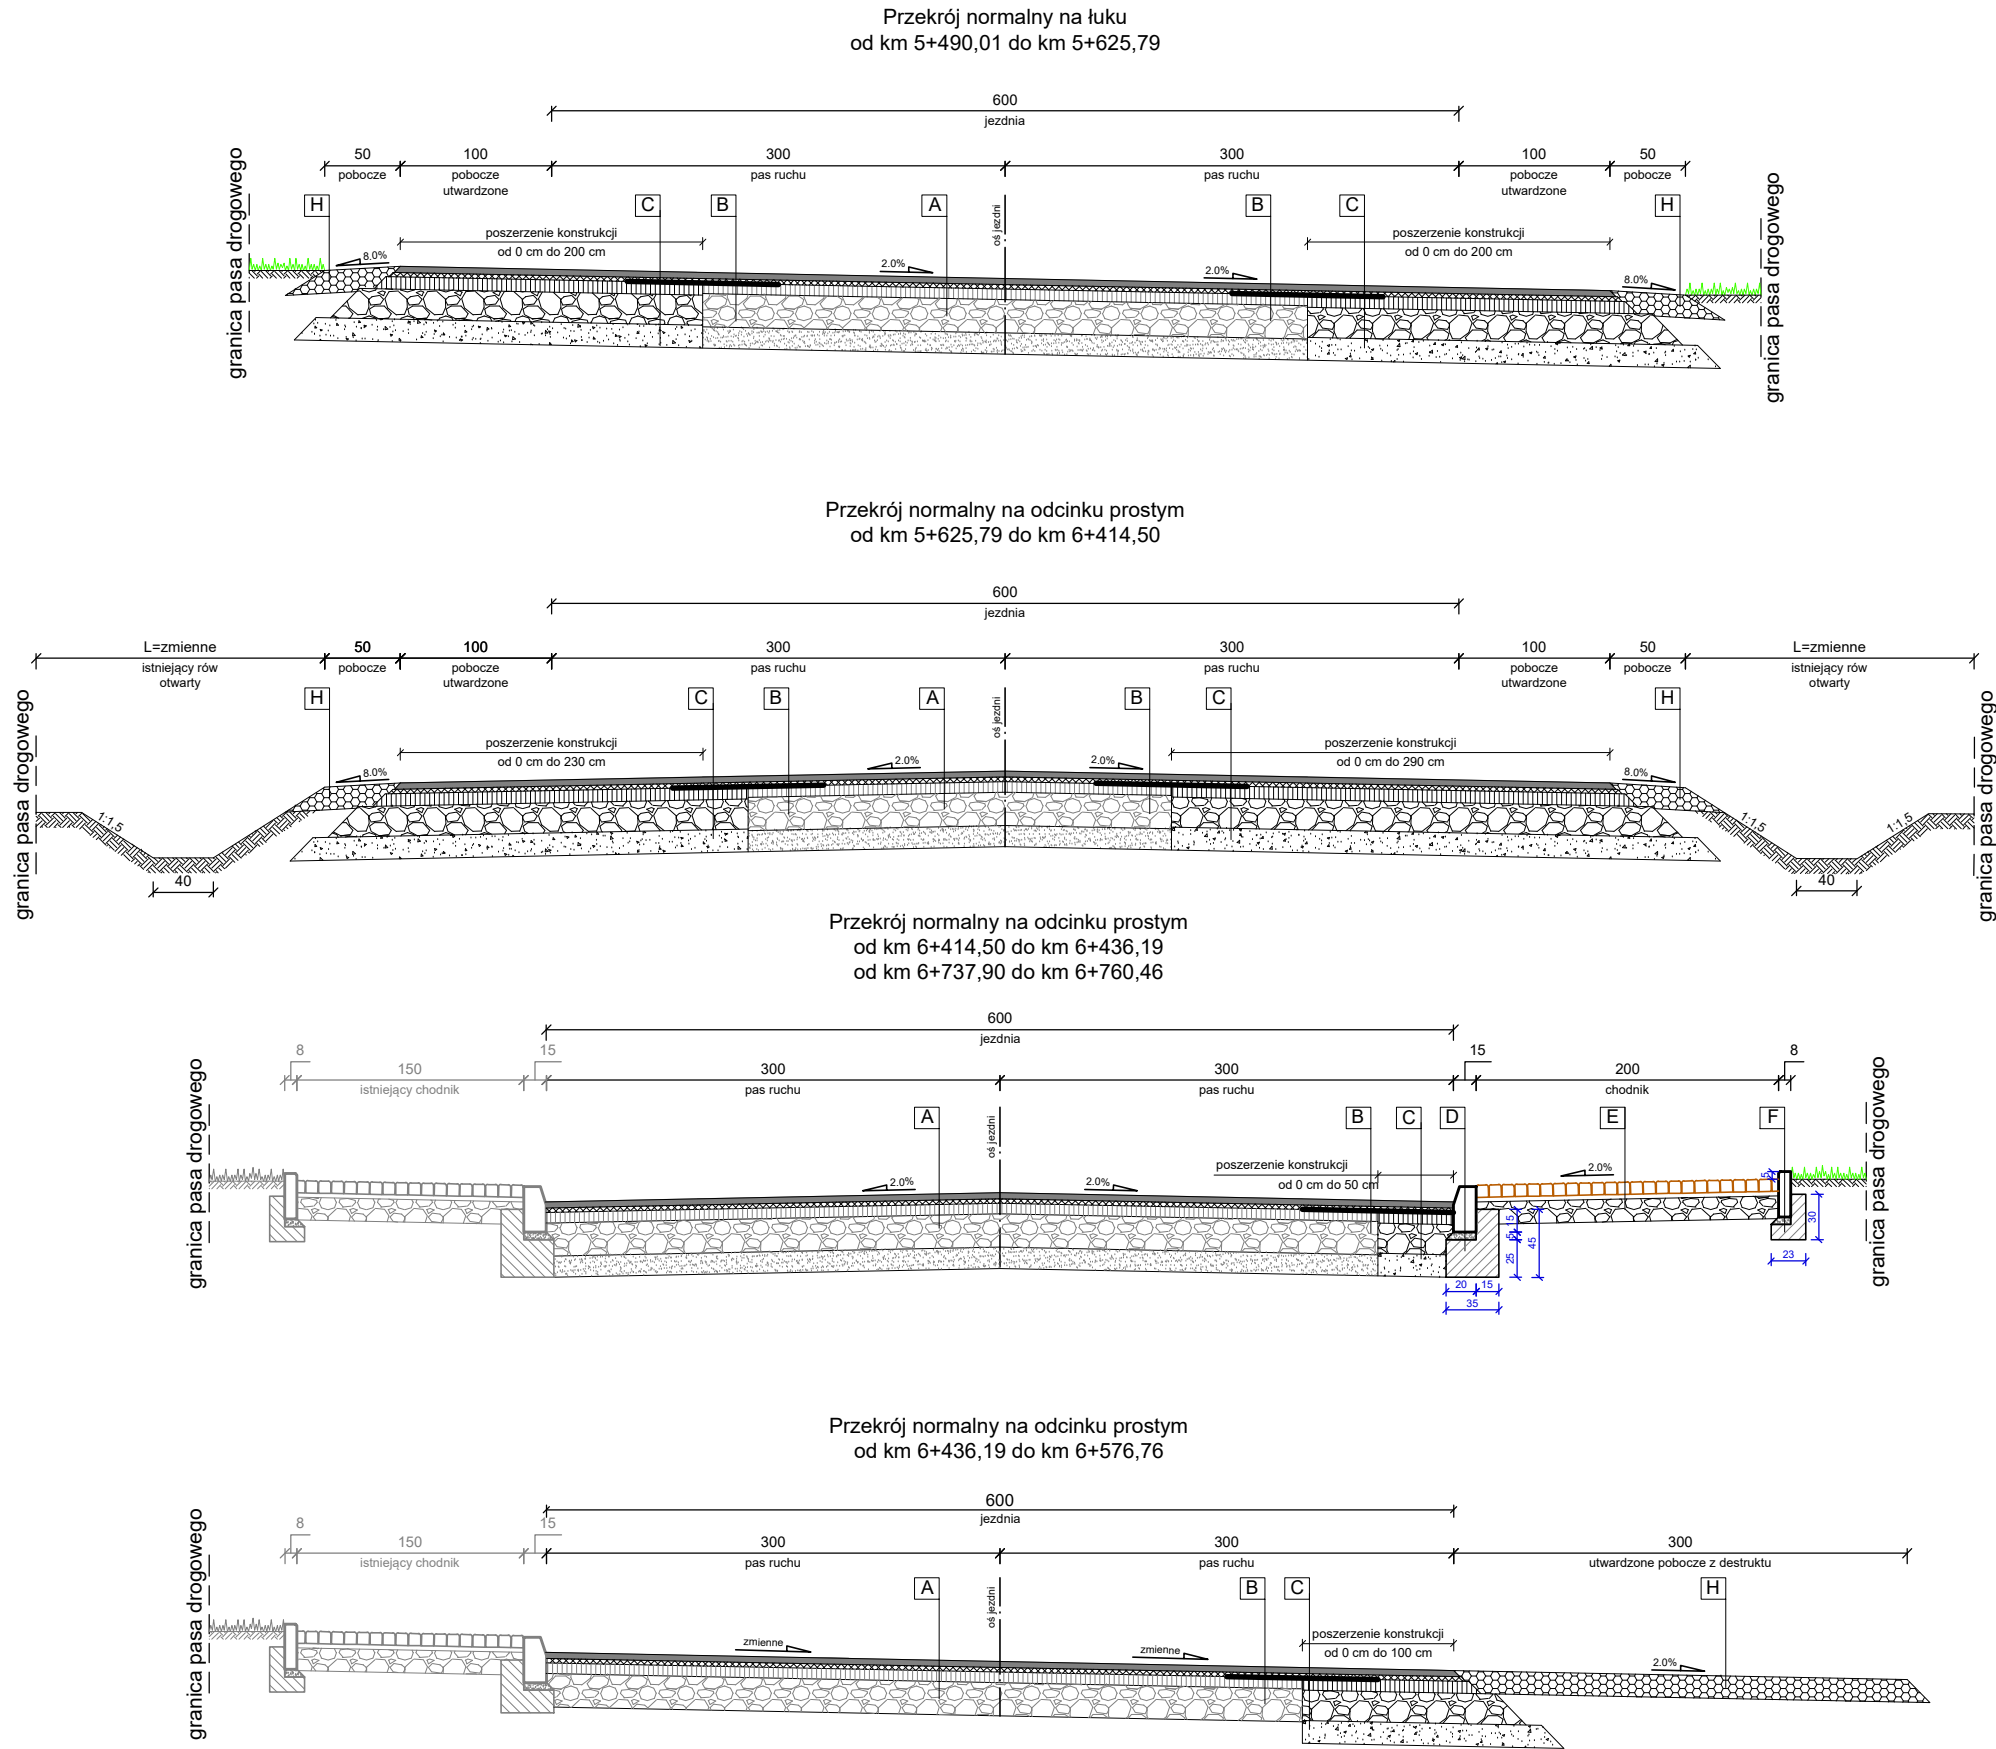 Przekrój normalny na łuku
od km 5+490,01 do km 5+625,79
600
jezdnia
50
100
300
300
100
50
pobocze
pobocze
utwardzone
pas ruchu
pas ruchu
pobocze
utwardzone
pobocze
granica pasa drogowego
H
C
B
A
oś jezdni
B
C
H
granica pasa drogowego
poszerzenie konstrukcji
od 0 cm do 200 cm
poszerzenie konstrukcji
od 0 cm do 200 cm
8.0%
2.0%
2.0%
8.0%
Przekrój normalny na odcinku prostym
od km 5+625,79 do km 6+414,50
600
jezdnia
L=zmienne
50
100
300
300
100
50
L=zmienne
istniejący rów
otwarty
pobocze
pobocze
utwardzone
pas ruchu
pas ruchu
pobocze
utwardzone
pobocze
istniejący rów
otwarty
granica pasa drogowego
H
C
B
A
oś jezdni
B
C
H
granica pasa drogowego
poszerzenie konstrukcji
od 0 cm do 230 cm
poszerzenie konstrukcji
od 0 cm do 290 cm
8.0%
2.0%
2.0%
8.0%
1:1,5
1:1,5
1:1,5
40
40
Przekrój normalny na odcinku prostym
od km 6+414,50 do km 6+436,19
od km 6+737,90 do km 6+760,46
600
jezdnia
8
150
15
300
300
15
200
8
istniejący chodnik
pas ruchu
pas ruchu
chodnik
granica pasa drogowego
A
oś jezdni
B
C
D
E
F
granica pasa drogowego
poszerzenie konstrukcji
od 0 cm do 50 cm
2.0%
2.0%
2.0%
5
15
5
25
45
30
23
20
15
35
Przekrój normalny na odcinku prostym
od km 6+436,19 do km 6+576,76
600
jezdnia
8
150
15
300
300
300
istniejący chodnik
pas ruchu
pas ruchu
utwardzone pobocze z destruktu
granica pasa drogowego
A
oś jezdni
B
C
H
poszerzenie konstrukcji
od 0 cm do 100 cm
zmienne
zmienne
2.0%